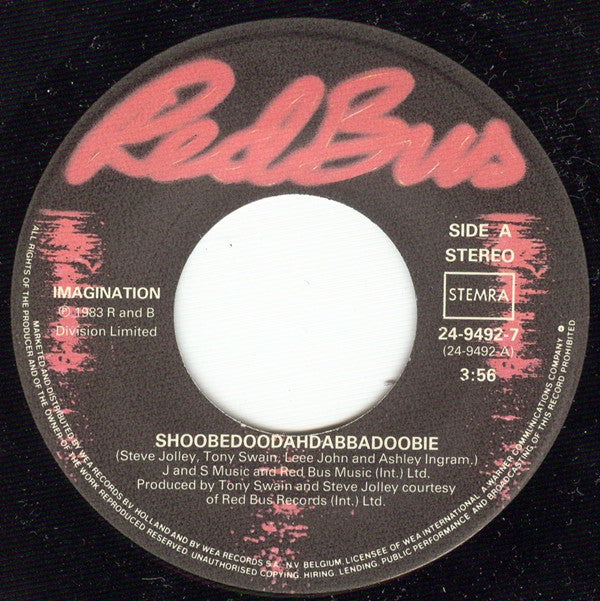 Red Bus
SIDE A
STEREO
STEMRA
24-9492-7
(24-9492-A)
3:56
IMAGINATION
℗ 1983 R and B
Division Limited
SHOOBEDOODAHDABBADOOBIE
(Steve Jolley, Tony Swain, Leee John and Ashley Ingram,)
J and S Music and Red Bus Music (Int.) Ltd.
Produced by Tony Swain and Steve Jolley courtesy
of Red Bus Records (Int.) Ltd.
ALL RIGHTS OF THE PRODUCER AND OF THE OWNER OF THE WORK REPRODUCED RESERVED. UNAUTHORISED COPYING, HIRING, LENDING, PUBLIC PERFORMANCE AND BROADCASTING OF THIS RECORD PROHIBITED
MARKETED AND DISTRIBUTED BY WEA RECORDS B.V. HOLLAND AND BY WEA RECORDS S.A.-N.V. BELGIUM, LICENSEE OF WEA INTERNATIONAL. A WARNER COMMUNICATIONS COMPANY